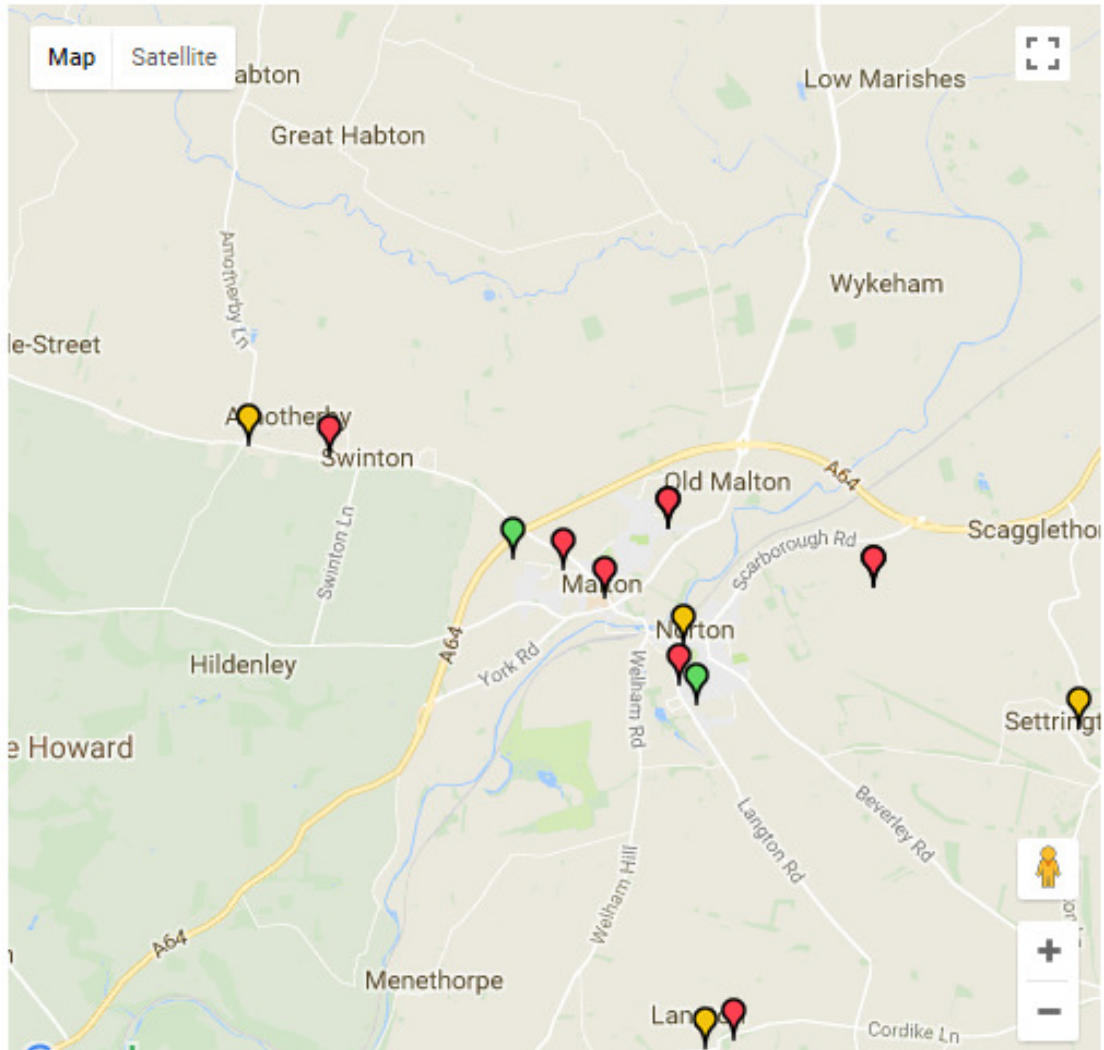 Map
Satellite
abton
Low Marishes
Great Habton
Amotherby Ln
Wykeham
le-Street
Amotherby
Swinton
Old Malton
A64
Scagglethor
Swinton Ln
Scarborough Rd
Malton
Norton
A64
York Rd
Hildenley
Welham Rd
Settringt
e Howard
Langton Rd
Beverley Rd
Welham Hill
A64
Menethorpe
Langton
Cordike Ln